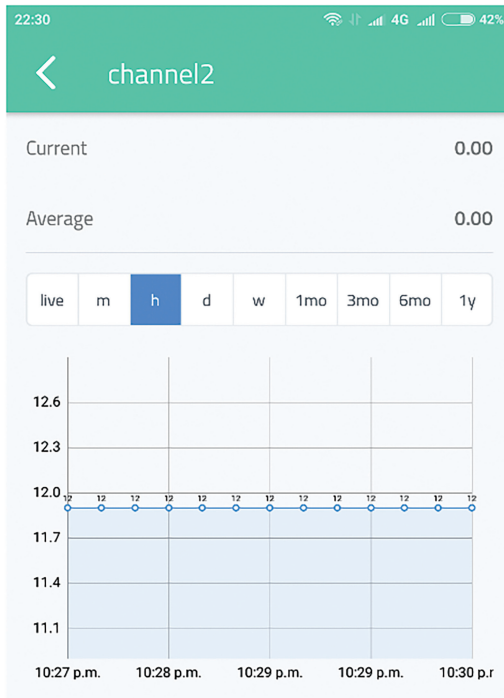 22:30 4G 42%
channel2
Current 0.00
Average 0.00
live m h d w 1mo 3mo 6mo 1y
12.6
12.3
12.0
12 12 12 12 12 12 12 12 12 12 12 12 12
11.7
11.4
11.1
10:27 p.m. 10:28 p.m. 10:29 p.m. 10:29 p.m. 10:30 p.r